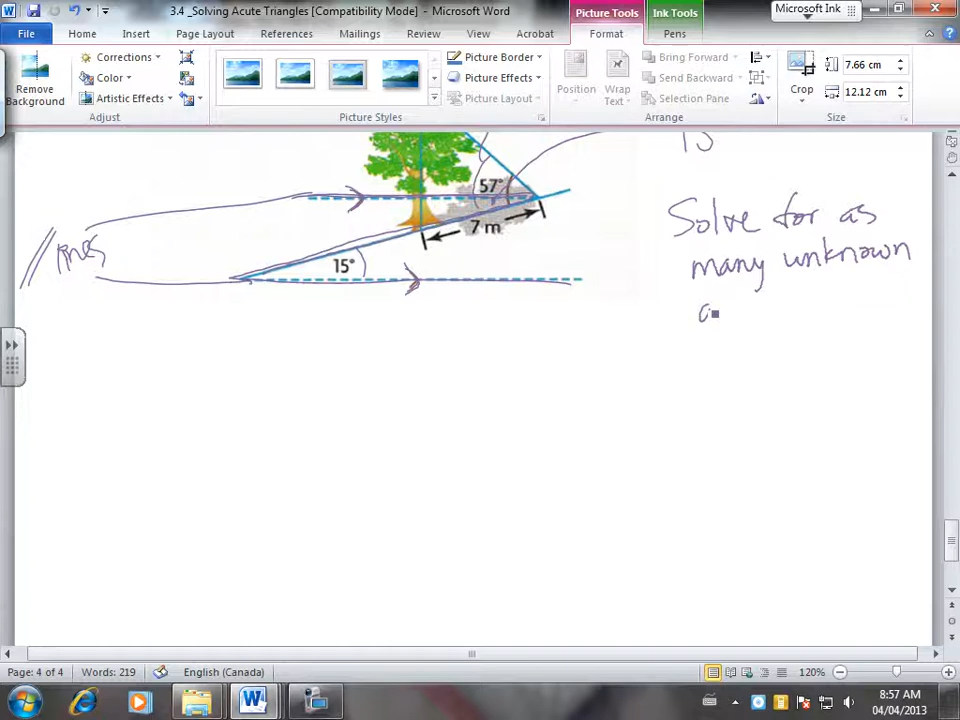 3.4 _Solving Acute Triangles [Compatibility Mode] - Microsoft Word
Picture Tools
Ink Tools
Microsoft Ink
File Home Insert Page Layout References Mailings Review View Acrobat Format Pens
Remove Background
Corrections
Color
Artistic Effects
Adjust
Picture Styles
Picture Border
Picture Effects
Picture Layout
Position
Wrap Text
Bring Forward
Send Backward
Selection Pane
Arrange
Crop
7.66 cm
12.12 cm
Size
15
57°
7 m
15°
// lines
Solve for as
many unknown
Page: 4 of 4 Words: 219 English (Canada) 120%
8:57 AM
04/04/2013